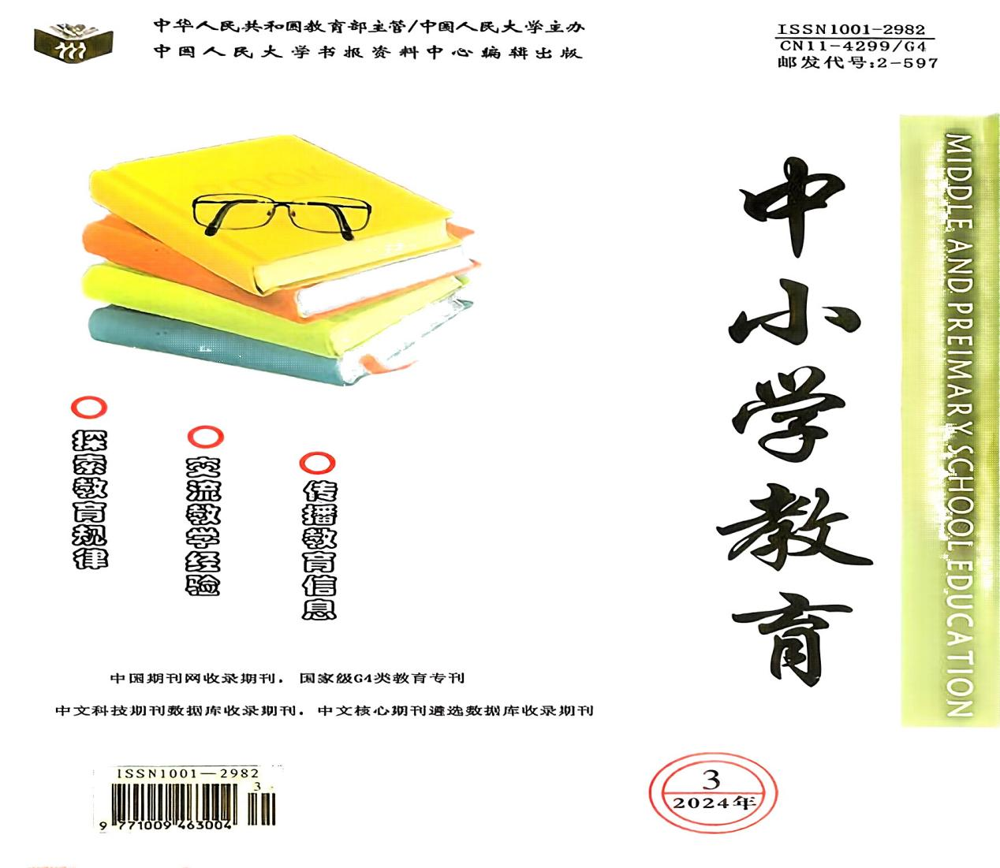 中华人民共和国教育部主管/中国人民大学主办
中国人民大学书报资料中心编辑出版
ISSN1001-2982
CN11-4299/G4
邮发代号:2-597
中小学教育
MIDDLE AND PREIMARY SCHOOL EDUCATION
BOOK
探索教育规律
交流教学经验
传播教育信息
中国期刊网收录期刊. 国家级G4类教育专刊
中文科技期刊数据库收录期刊. 中文核心期刊遴选数据库收录期刊
ISSN1001—2982
3
9 771009 463004
3
2024年